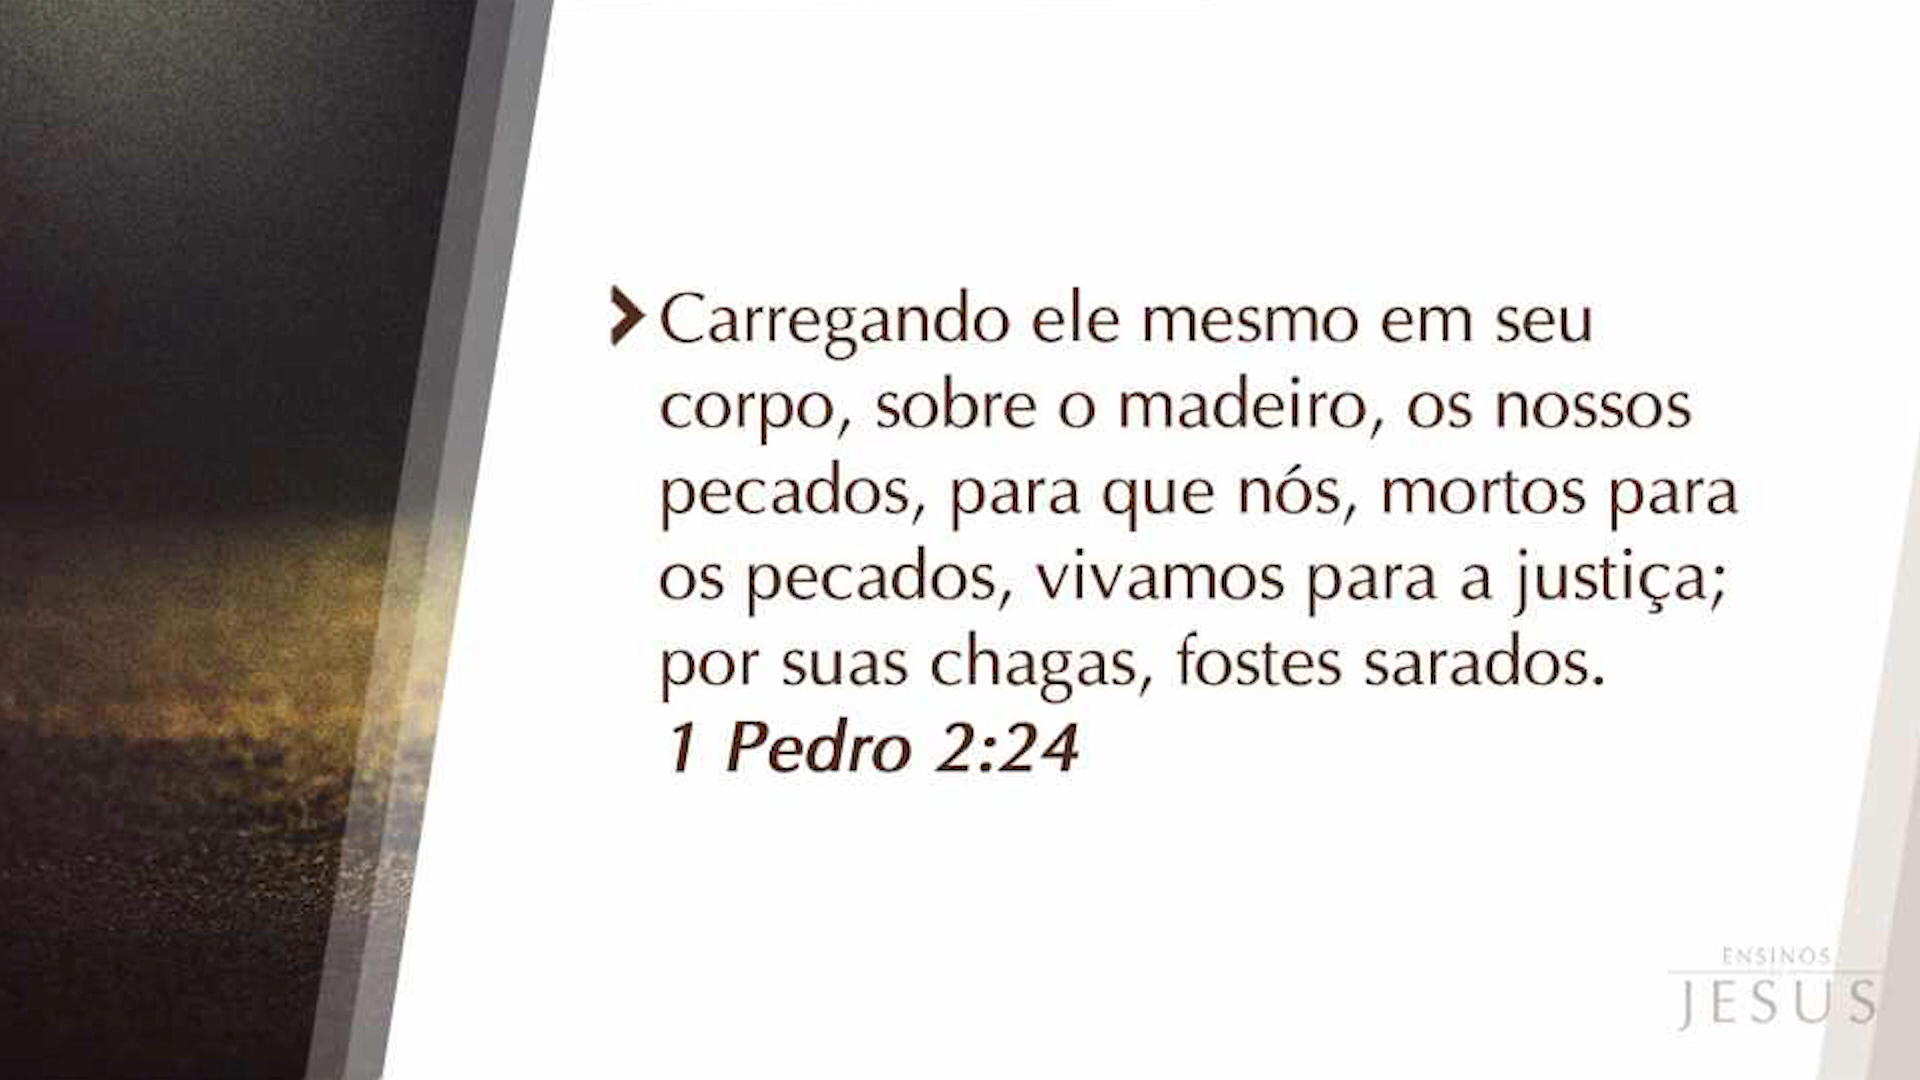 Carregando ele mesmo em seu
corpo, sobre o madeiro, os nossos
pecados, para que nós, mortos para
os pecados, vivamos para a justiça;
por suas chagas, fostes sarados.
1 Pedro 2:24
ENSINOS
JESUS